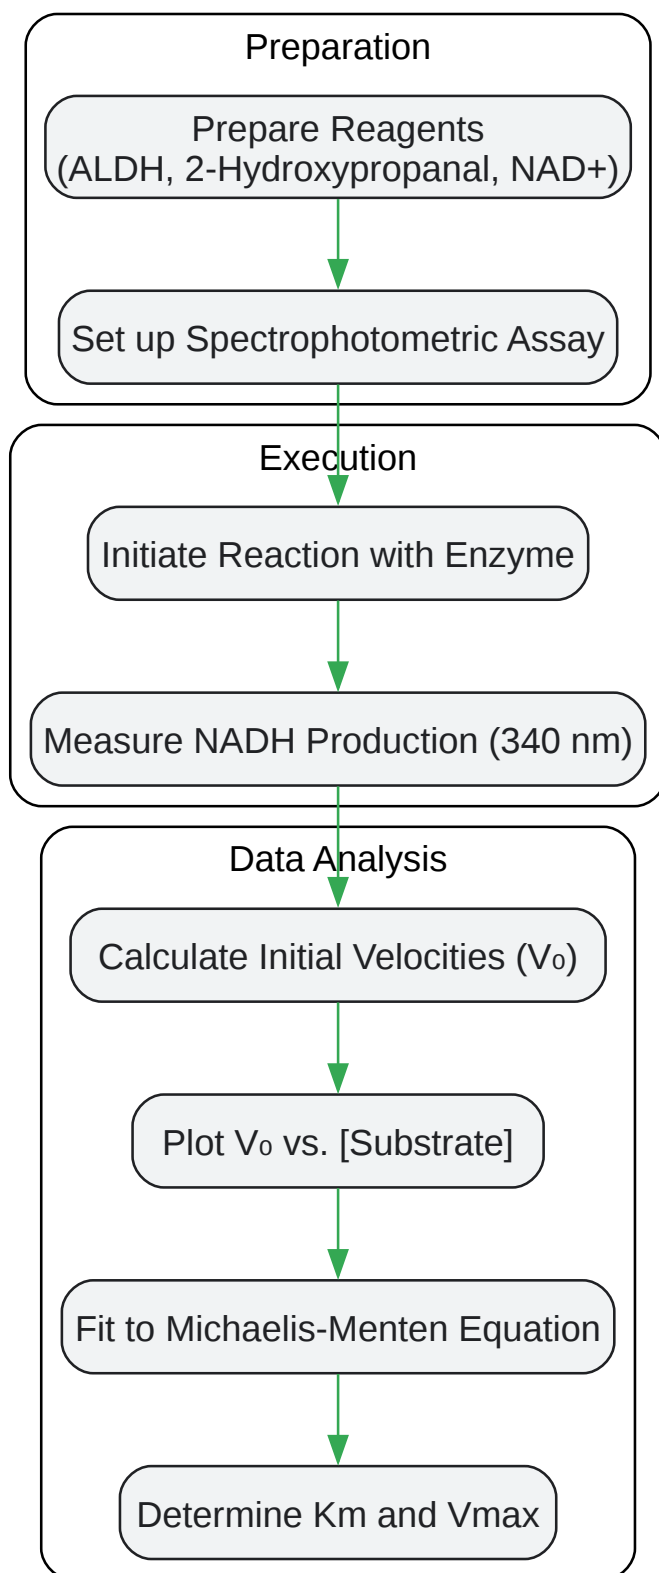 Preparation
Prepare Reagents
(ALDH, 2-Hydroxypropanal, NAD+)
Set up Spectrophotometric Assay
Execution
Initiate Reaction with Enzyme
Measure NADH Production (340 nm)
Data Analysis
Calculate Initial Velocities (V₀)
Plot V₀ vs. [Substrate]
Fit to Michaelis-Menten Equation
Determine Km and Vmax